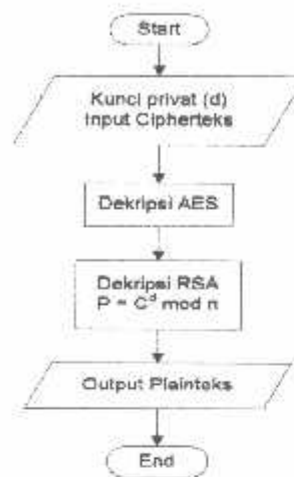 Start
Kunci privat (d)
Input Cipherteks
Dekripsi AES
Dekripsi RSA
P = C^d mod n
Output Plainteks
End